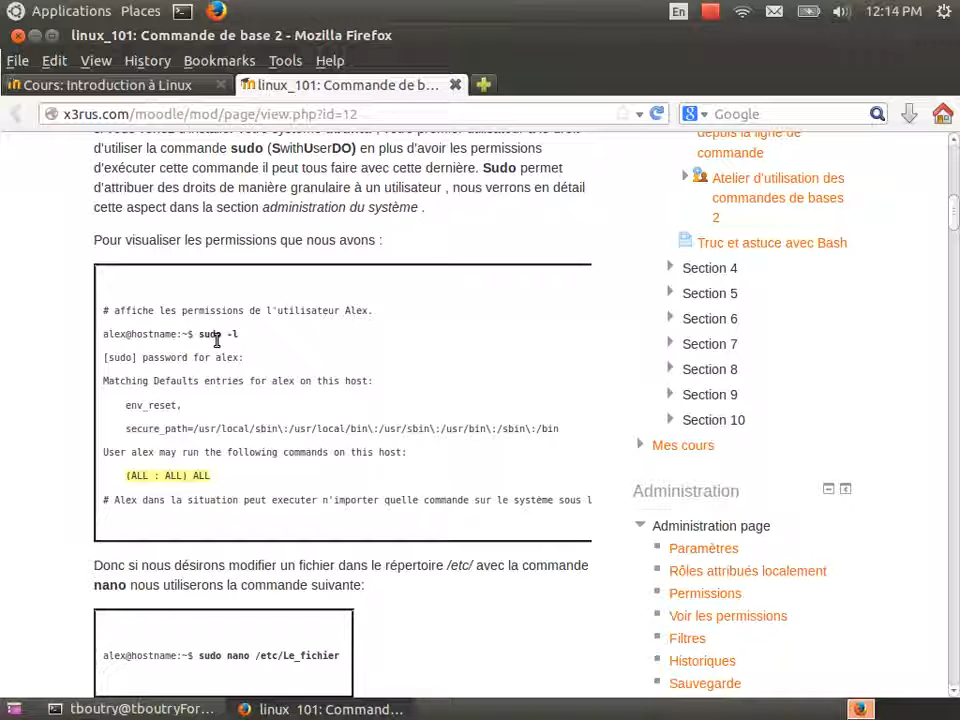 Applications Places En 12:14 PM
linux_101: Commande de base 2 - Mozilla Firefox
File Edit View History Bookmarks Tools Help
Cours: Introduction à Linux
linux_101: Commande de b...
x3rus.com/moodle/mod/page/view.php?id=12
Google
d'utiliser la commande sudo (SwithUserDO) en plus d'avoir les permissions
d'exécuter cette commande il peut tous faire avec cette dernière. Sudo permet
d'attribuer des droits de manière granulaire à un utilisateur , nous verrons en détail
cette aspect dans la section administration du système .
Pour visualiser les permissions que nous avons :
# affiche les permissions de l'utilisateur Alex.
alex@hostname:~$ sudo -l
[sudo] password for alex:
Matching Defaults entries for alex on this host:
env_reset,
secure_path=/usr/local/sbin\:/usr/local/bin\:/usr/sbin\:/usr/bin\:/sbin\:/bin
User alex may run the following commands on this host:
(ALL : ALL) ALL
# Alex dans la situation peut executer n'importer quelle commande sur le système sous l
Donc si nous désirons modifier un fichier dans le répertoire /etc/ avec la commande
nano nous utiliserons la commande suivante:
alex@hostname:~$ sudo nano /etc/Le_fichier
depuis la ligne de
commande
Atelier d'utilisation des
commandes de bases
2
Truc et astuce avec Bash
Section 4
Section 5
Section 6
Section 7
Section 8
Section 9
Section 10
Mes cours
Administration
Administration page
Paramètres
Rôles attribués localement
Permissions
Voir les permissions
Filtres
Historiques
Sauvegarde
tboutry@tboutryFor...
linux_101: Command...